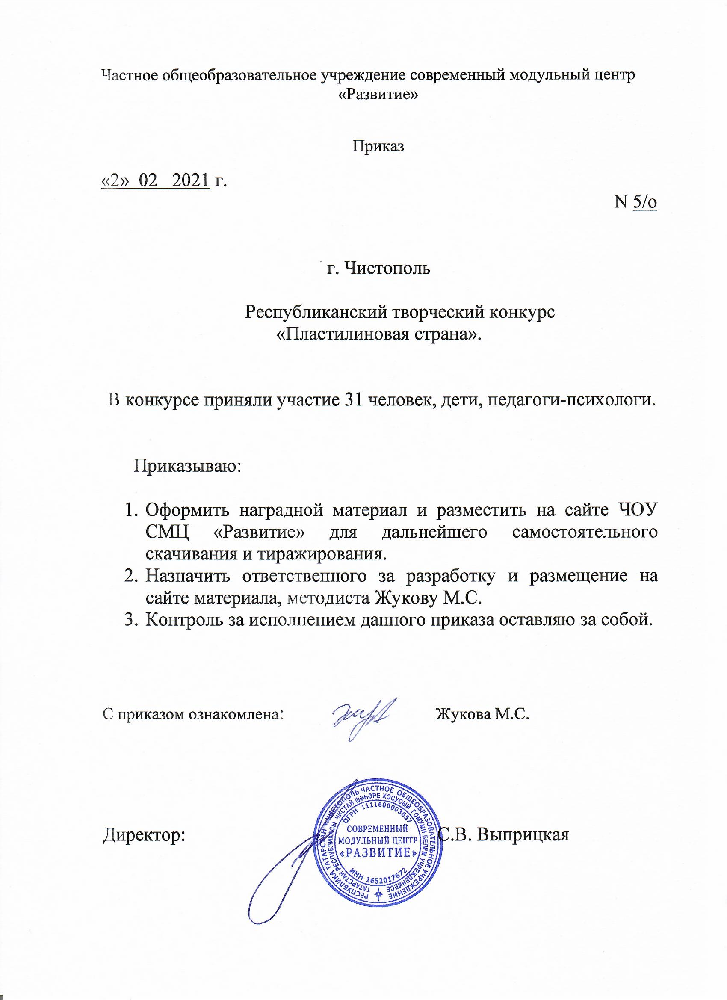 Частное общеобразовательное учреждение современный модульный центр
«Развитие»
Приказ
«2» 02 2021 г.
N 5/о
г. Чистополь
Республиканский творческий конкурс
«Пластилиновая страна».
В конкурсе приняли участие 31 человек, дети, педагоги-психологи.
Приказываю:
1. Оформить наградной материал и разместить на сайте ЧОУ
СМЦ «Развитие» для дальнейшего самостоятельного
скачивания и тиражирования.
2. Назначить ответственного за разработку и размещение на
сайте материала, методиста Жукову М.С.
3. Контроль за исполнением данного приказа оставляю за собой.
С приказом ознакомлена: Жукова М.С.
Директор: С.В. Выприцкая
РЕСПУБЛИКА ТАТАРСТАН г.ЧИСТОПОЛЬ ЧАСТНОЕ ОБЩЕОБРАЗОВАТЕЛЬНОЕ УЧРЕЖДЕНИЕ
ТАТАРСТАН РЕСПУБЛИКАСЫ ЧИСТАЙ ШӘҺӘРЕ ХОСУСЫЙ ГОМУМИ БЕЛЕМ УЧРЕЖДЕНИЕСЕ
ОГРН 1111600003657
СОВРЕМЕННЫЙ
МОДУЛЬНЫЙ ЦЕНТР
«РАЗВИТИЕ»
ИНН 1652017672